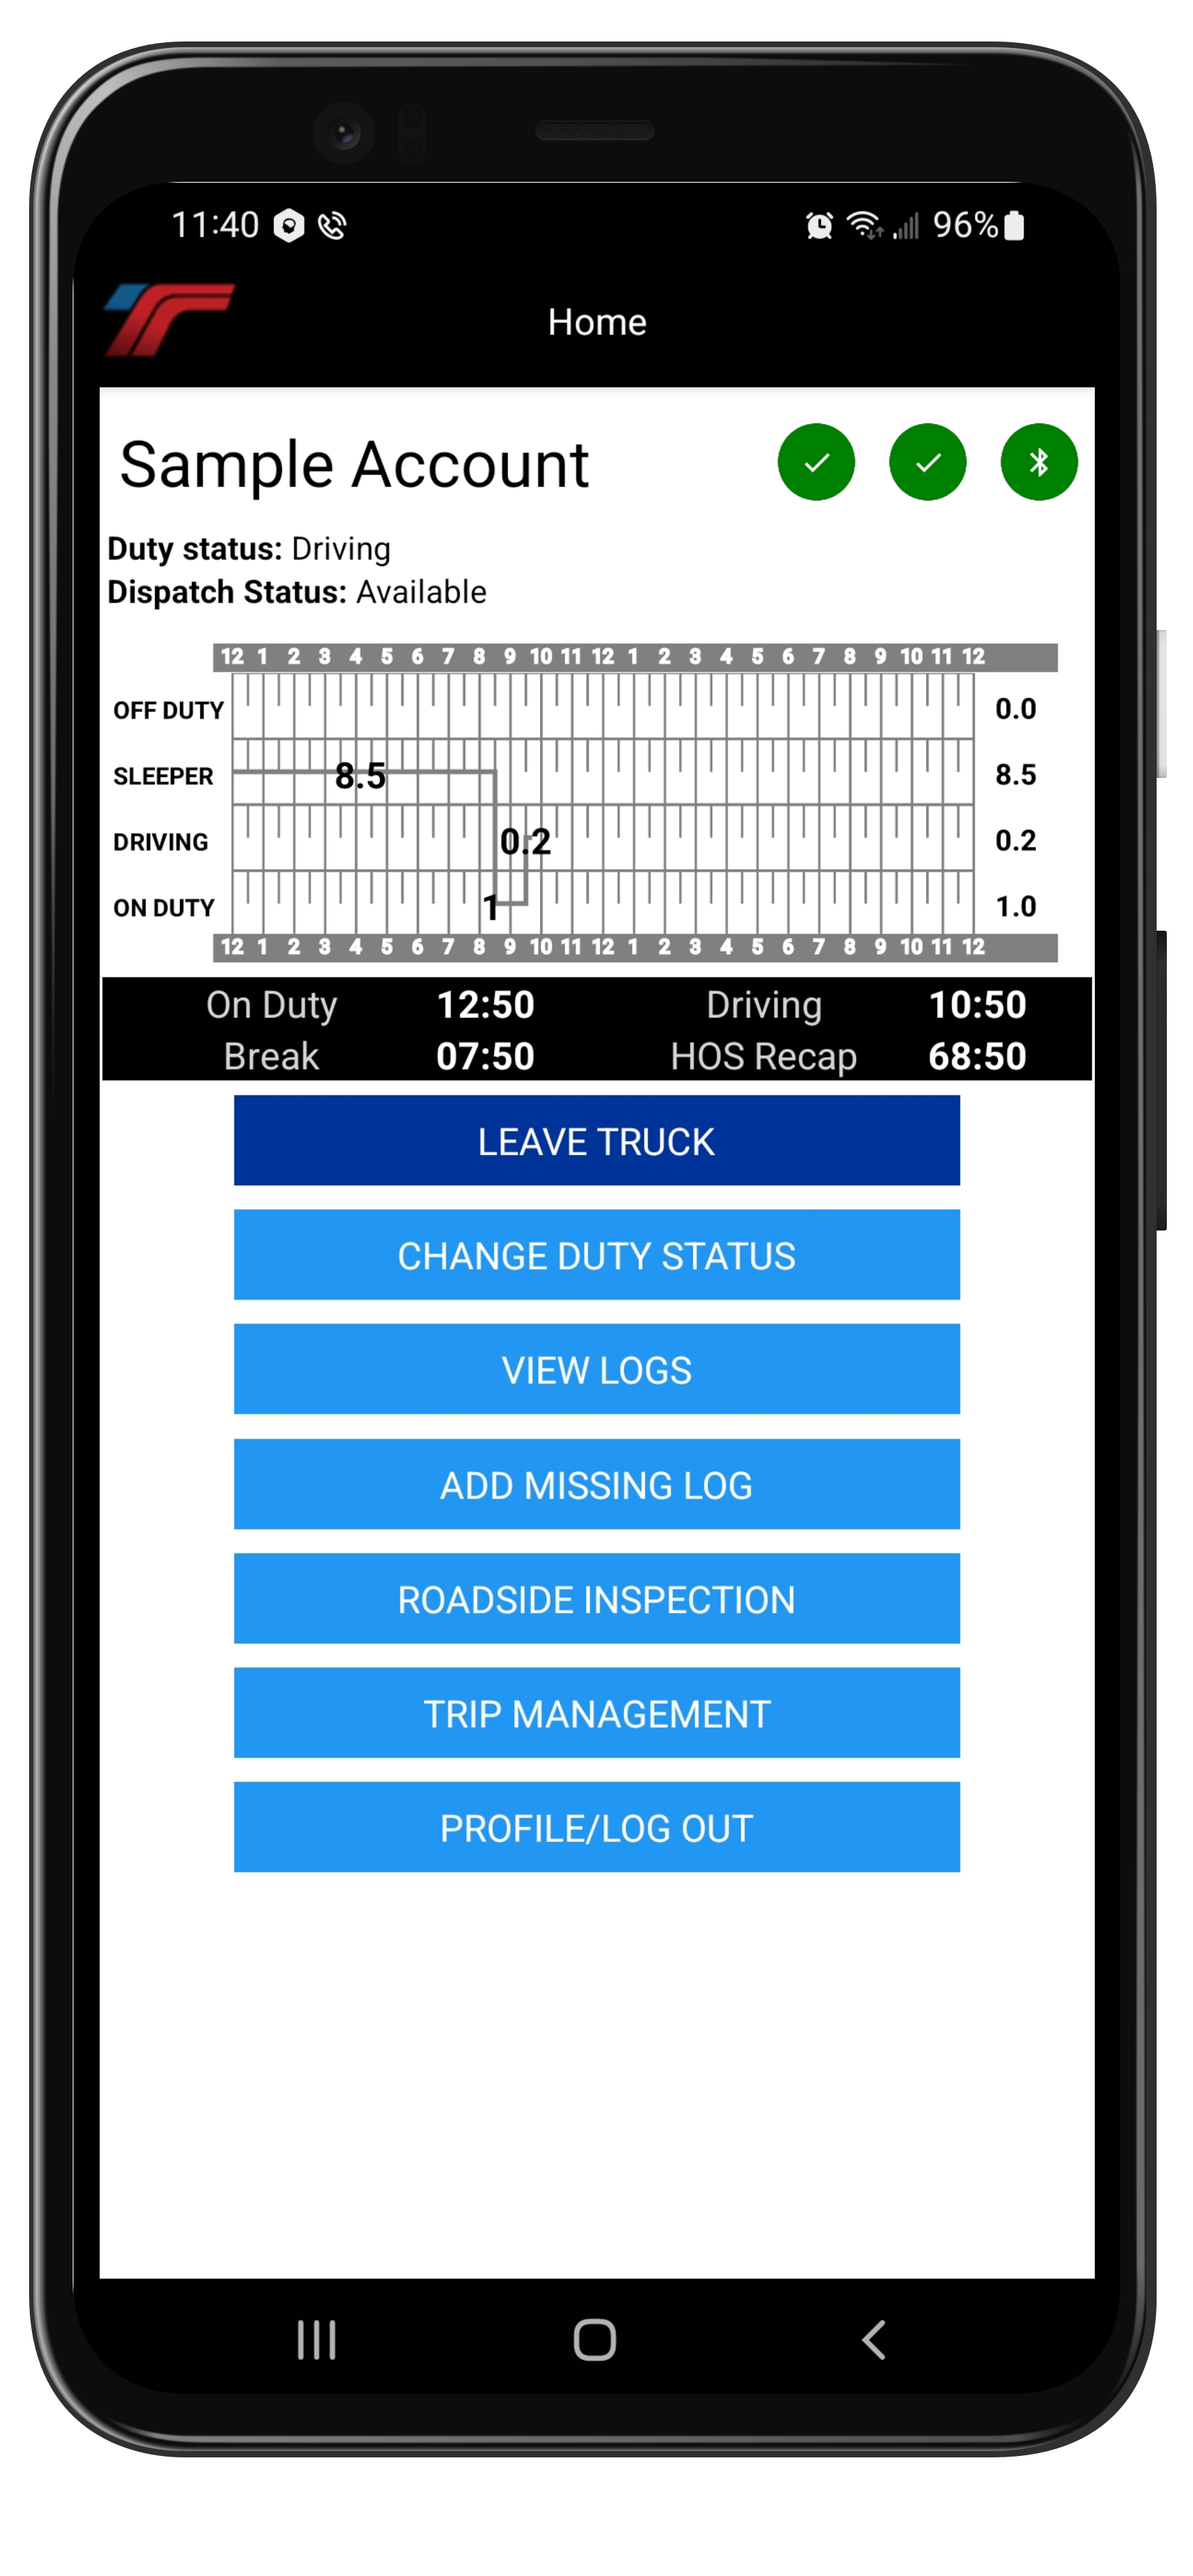 11:40 96%
Home
Sample Account
Duty status: Driving
Dispatch Status: Available
12 1 2 3 4 5 6 7 8 9 10 11 12 1 2 3 4 5 6 7 8 9 10 11 12
OFF DUTY 0.0
SLEEPER 8.5 8.5
DRIVING 0.2 0.2
ON DUTY 1 1.0
12 1 2 3 4 5 6 7 8 9 10 11 12 1 2 3 4 5 6 7 8 9 10 11 12
On Duty 12:50 Driving 10:50
Break 07:50 HOS Recap 68:50
LEAVE TRUCK
CHANGE DUTY STATUS
VIEW LOGS
ADD MISSING LOG
ROADSIDE INSPECTION
TRIP MANAGEMENT
PROFILE/LOG OUT